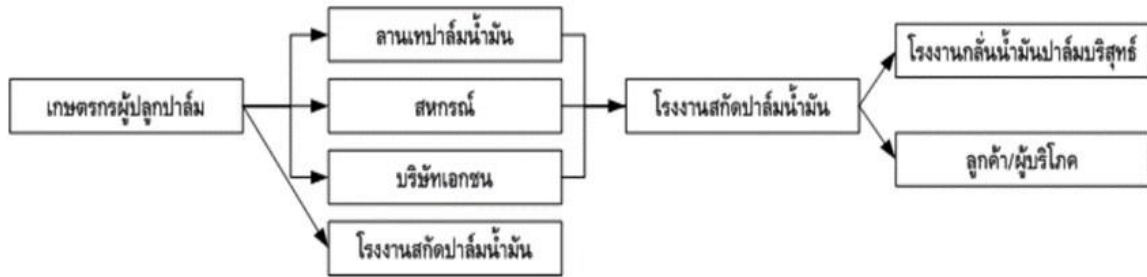 เกษตรกรผู้ปลูกปาล์ม
ลานเทปาล์มน้ำมัน
สหกรณ์
บริษัทเอกชน
โรงงานสกัดปาล์มน้ำมัน
โรงงานสกัดปาล์มน้ำมัน
โรงงานกลั่นน้ำมันปาล์มบริสุทธ์
ลูกค้า/ผู้บริโภค